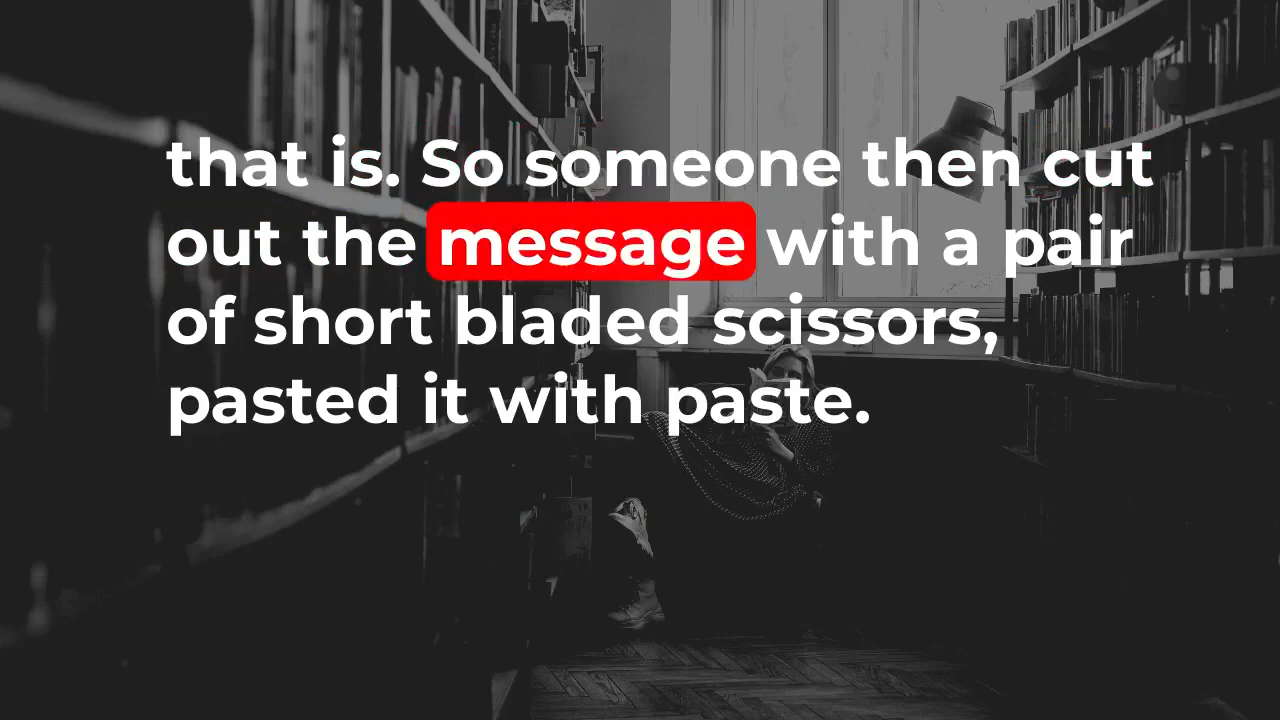 that is. So someone then cut
out the message with a pair
of short bladed scissors,
pasted it with paste.